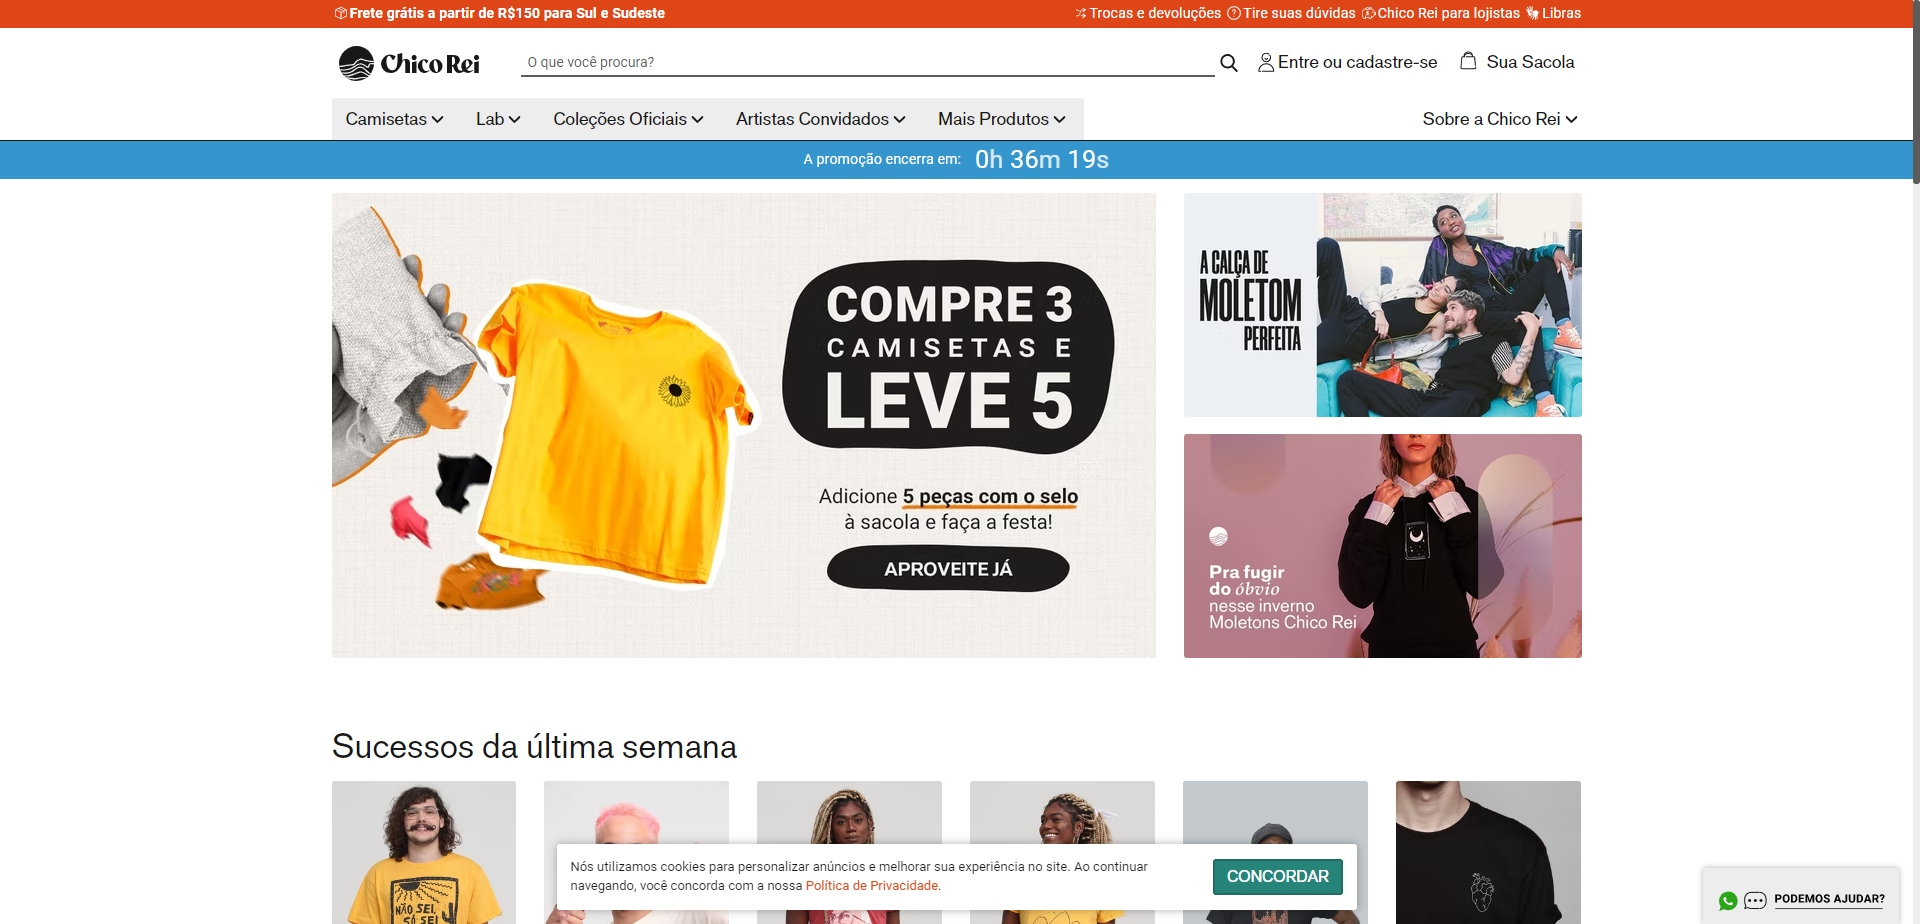 Frete grátis a partir de R$150 para Sul e Sudeste
Trocas e devoluções Tire suas dúvidas Chico Rei para lojistas Libras
Chico Rei
O que você procura?
Entre ou cadastre-se
Sua Sacola
Camisetas Lab Coleções Oficiais Artistas Convidados Mais Produtos
Sobre a Chico Rei
A promoção encerra em: 0h 36m 19s
COMPRE 3
CAMISETAS E
LEVE 5
Adicione 5 peças com o selo
à sacola e faça a festa!
APROVEITE JÁ
A CALÇA DE
MOLETOM
PERFEITA
Pra fugir
do óbvio
nesse inverno
Moletons Chico Rei
Sucessos da última semana
NÃO SEI,
SÓ SEI
Nós utilizamos cookies para personalizar anúncios e melhorar sua experiência no site. Ao continuar
navegando, você concorda com a nossa Política de Privacidade.
CONCORDAR
PODEMOS AJUDAR?